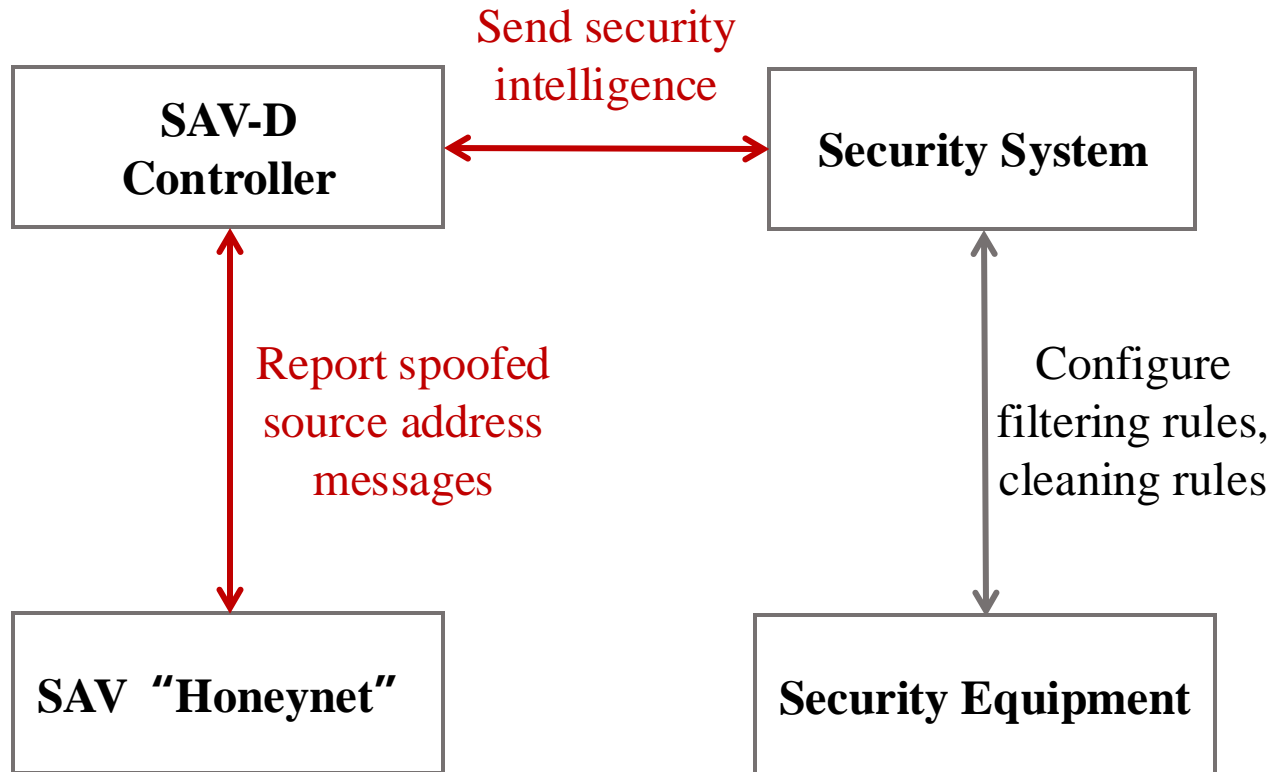 Send security
intelligence
SAV-D
Controller
Security System
Report spoofed
source address
messages
Configure
filtering rules,
cleaning rules
SAV “Honeynet”
Security Equipment